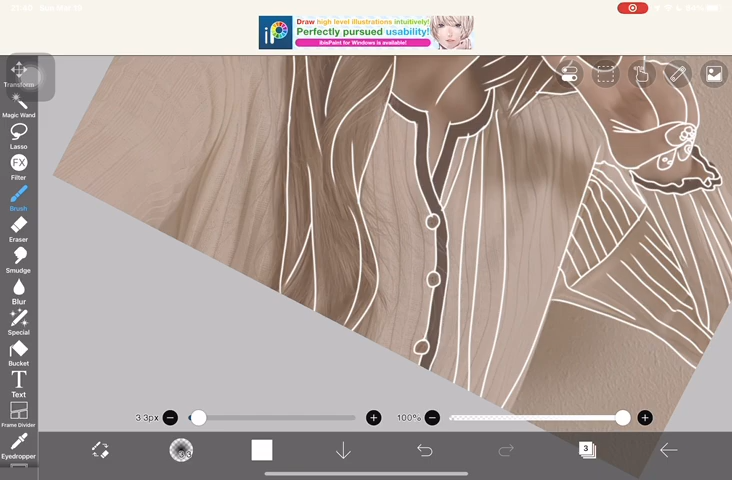 Draw high level illustrations intuitively!
iP Perfectly pursued usability!
ibisPaint for Windows is available!
Transform
Magic Wand
Lasso
FX
Filter
Brush
Eraser
Smudge
Blur
Special
Bucket
T
Text
Frame Divider
Eyedropper
3.3px
100%
3